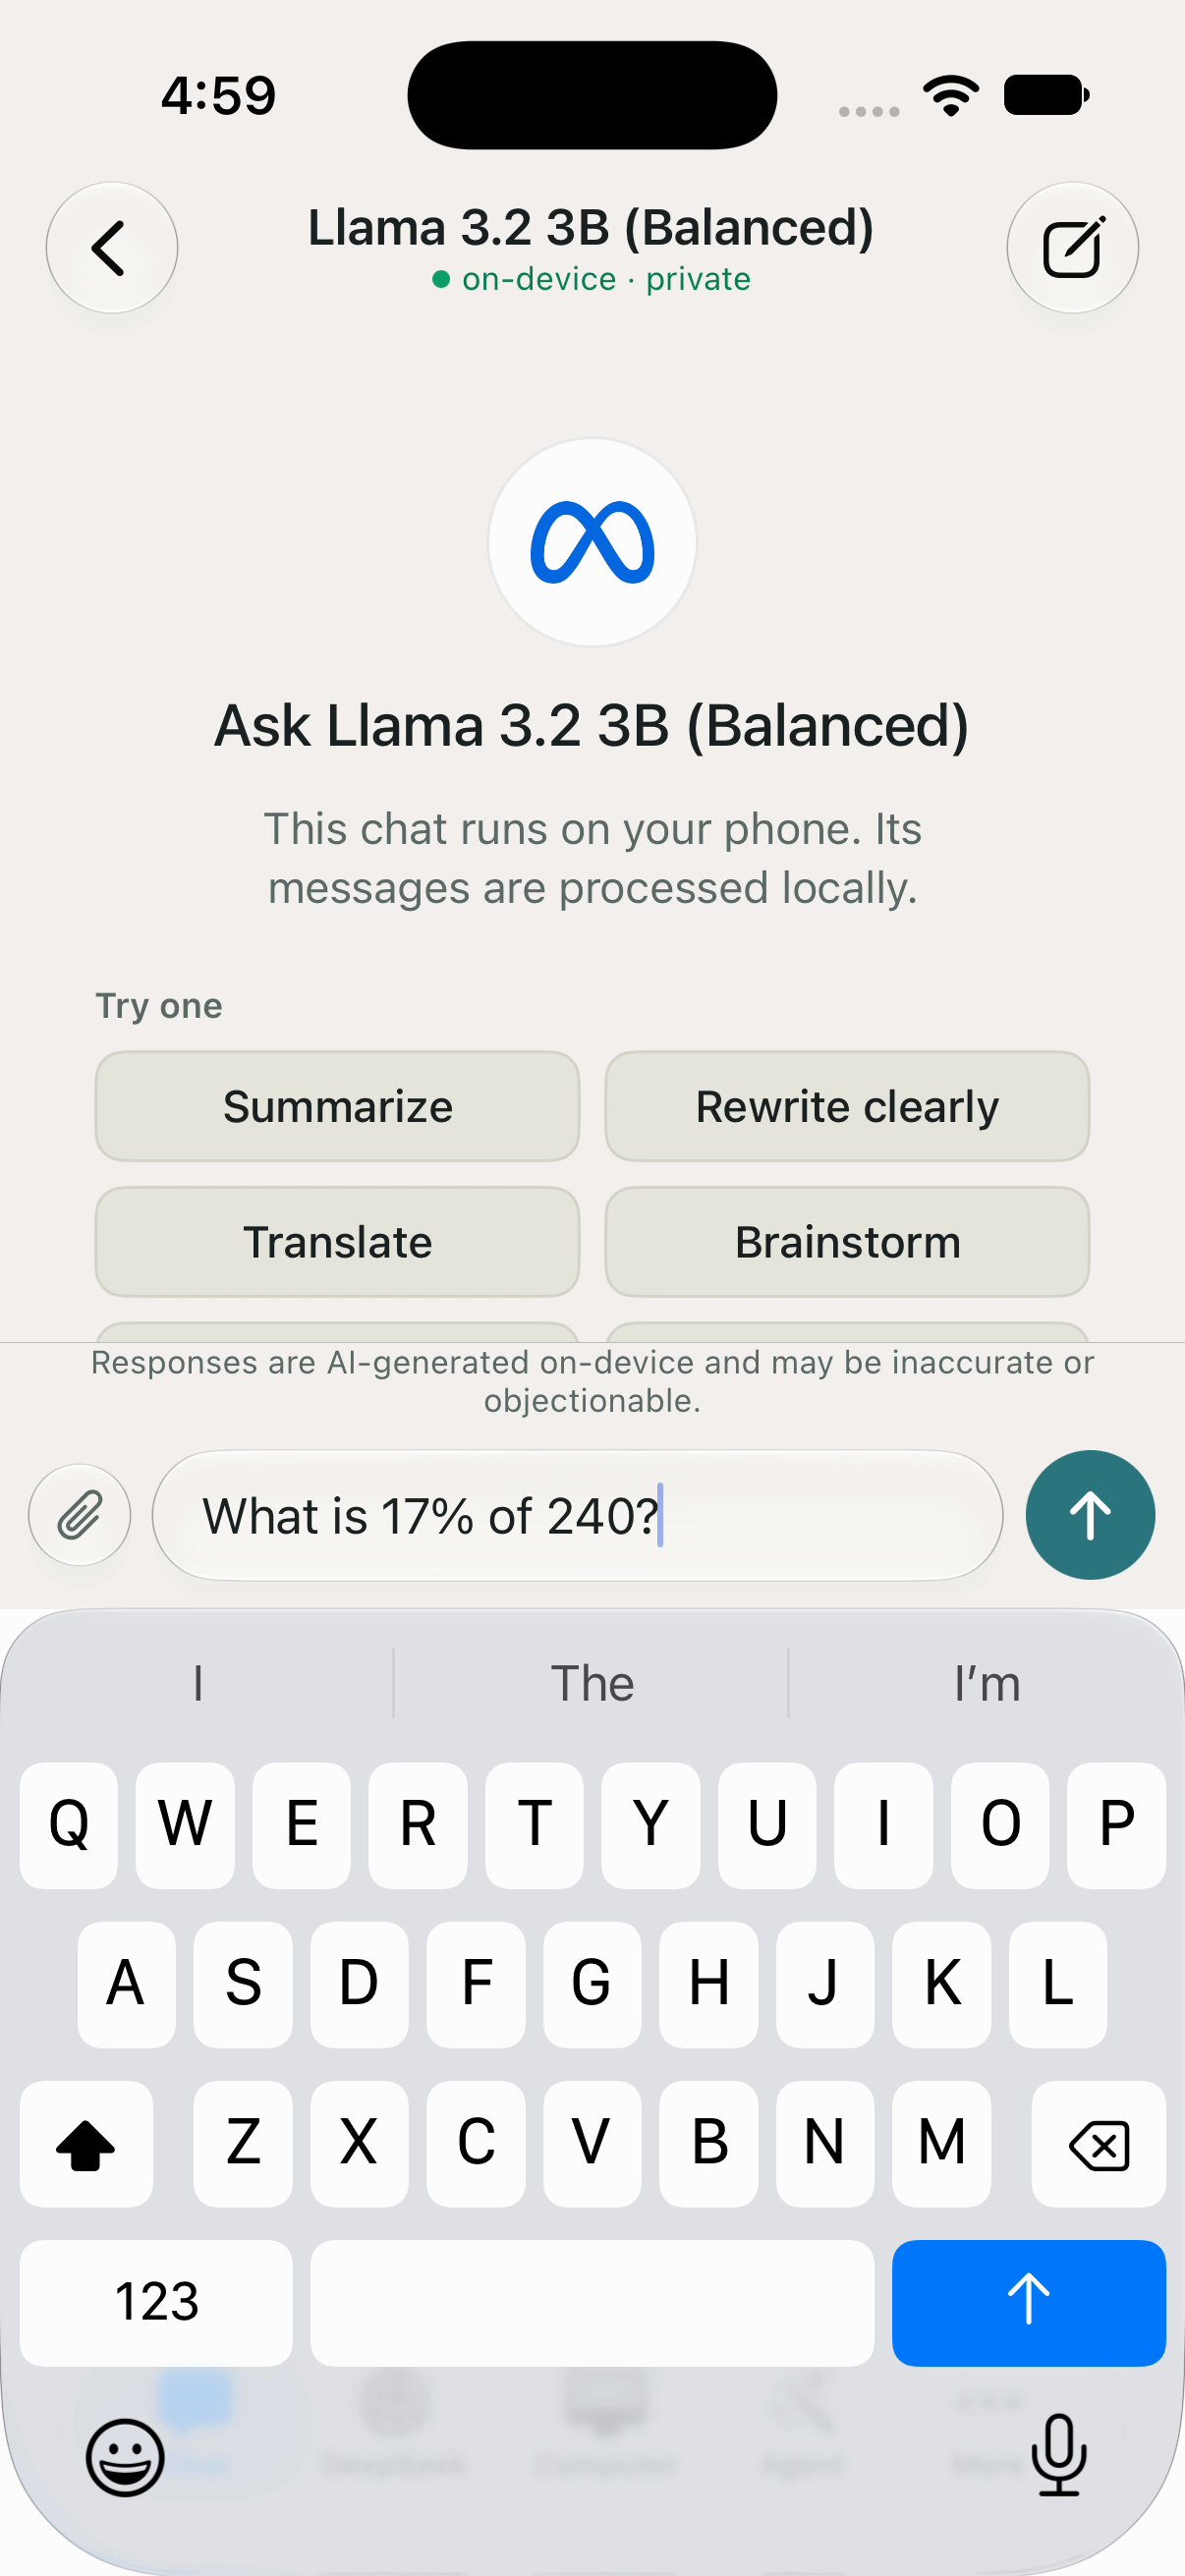 4:59
Llama 3.2 3B (Balanced)
on-device · private
Ask Llama 3.2 3B (Balanced)
This chat runs on your phone. Its
messages are processed locally.
Try one
Summarize
Rewrite clearly
Translate
Brainstorm
Responses are AI-generated on-device and may be inaccurate or
objectionable.
What is 17% of 240?
I
The
I’m
Q W E R T Y U I O P
A S D F G H J K L
Z X C V B N M
123